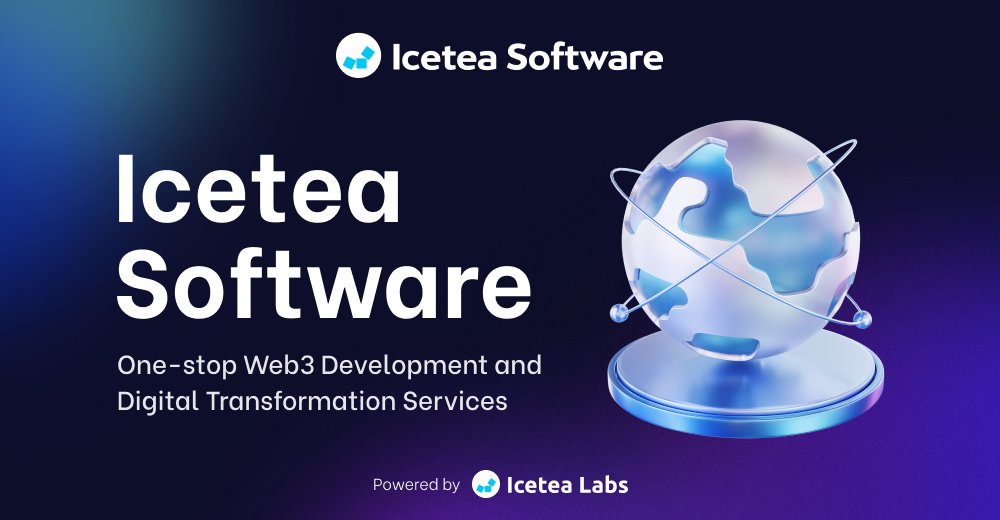 Icetea Software
Icetea
Software
One-stop Web3 Development and
Digital Transformation Services
Powered by Icetea Labs